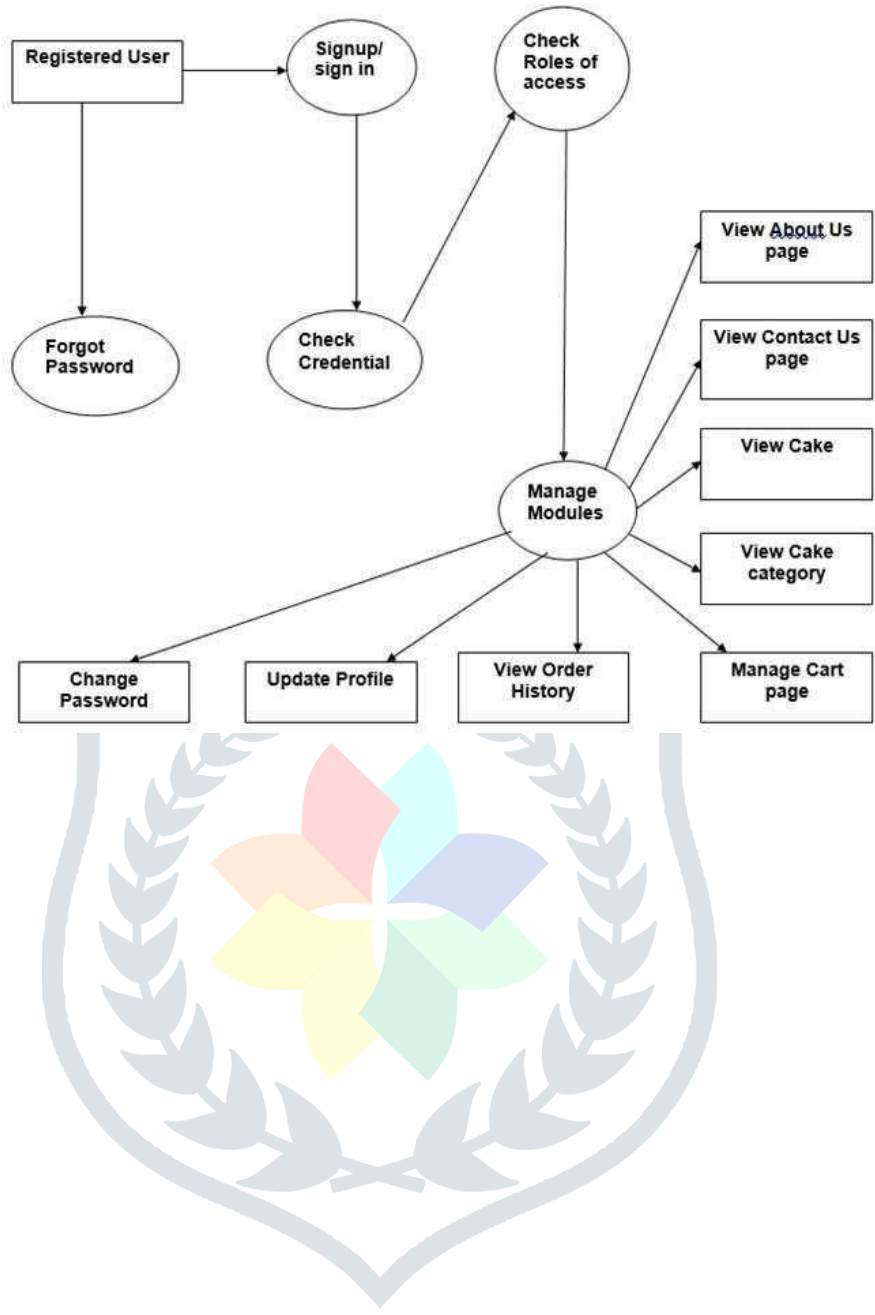 Registered User
Signup/
sign in
Check
Roles of
access
View About Us
page
Forgot
Password
Check
Credential
View Contact Us
page
View Cake
Manage
Modules
View Cake
category
Change
Password
Update Profile
View Order
History
Manage Cart
page